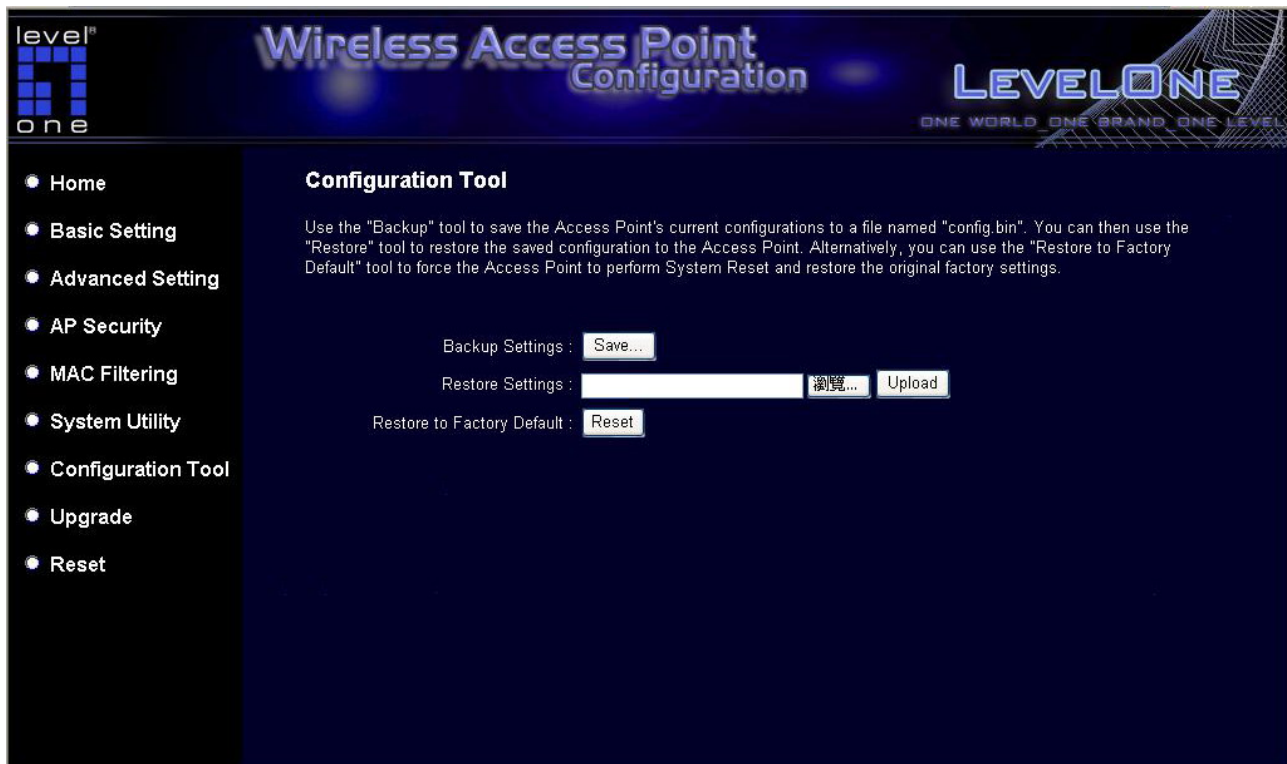 level®
one
Wireless Access Point
Configuration
LEVELONE
ONE WORLD_ONE BRAND_ONE LEVEL
Home
Basic Setting
Advanced Setting
AP Security
MAC Filtering
System Utility
Configuration Tool
Upgrade
Reset
Configuration Tool
Use the "Backup" tool to save the Access Point's current configurations to a file named "config.bin". You can then use the
"Restore" tool to restore the saved configuration to the Access Point. Alternatively, you can use the "Restore to Factory
Default" tool to force the Access Point to perform System Reset and restore the original factory settings.
Backup Settings : Save...
Restore Settings : 瀏覽... Upload
Restore to Factory Default : Reset